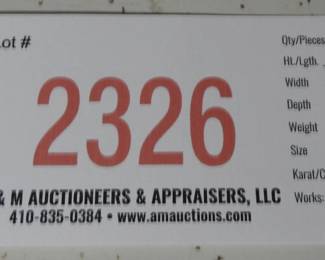 Lot #
2326
& M AUCTIONEERS & APPRAISERS, LLC
410-835-0384 • www.amauctions.com
Qty/Pieces
Ht./Lgth.
Width
Depth
Weight
Size
Karat/C
Works: